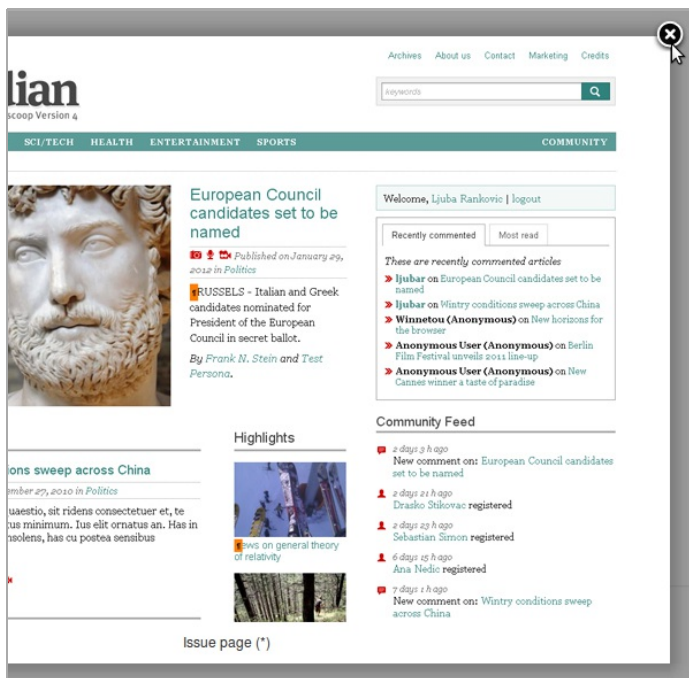 Archives About us Contact Marketing Credits
lian
scoop Version 4
keywords
SCI/TECH HEALTH ENTERTAINMENT SPORTS COMMUNITY
European Council
candidates set to be
named
Published on January 29,
2012 in Politics
¶RUSSELS - Italian and Greek
candidates nominated for
President of the European
Council in secret ballot.
By Frank N. Stein and Test
Persona.
Welcome, Ljuba Rankovic | logout
Recently commented Most read
These are recently commented articles
» ljubar on European Council candidates set to be
named
» ljubar on Wintry conditions sweep across China
» Winnetou (Anonymous) on New horizons for
the browser
» Anonymous User (Anonymous) on Berlin
Film Festival unveils 2011 line-up
» Anonymous User (Anonymous) on New
Cannes winner a taste of paradise
ions sweep across China
ember 27, 2010 in Politics
uaestio, sit ridens consectetuer et, te
tus minimum. Ius elit ornatus an. Has in
nsolens, has cu postea sensibus
Highlights
¶ews on general theory
of relativity
Community Feed
2 days 3 h ago
New comment on: European Council candidates
set to be named
2 days 21 h ago
Drasko Stikovac registered
2 days 23 h ago
Sebastian Simon registered
6 days 15 h ago
Ana Nedic registered
7 days 1 h ago
New comment on: Wintry conditions sweep
across China
Issue page (*)